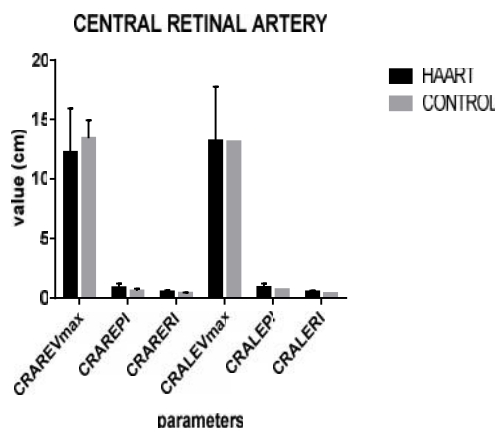 CENTRAL RETINAL ARTERY
HAART
CONTROL
value (cm)
20
15
10
5
0
CRAREVmax
CRAREPI
CRARERI
CRALEVmax
CRALEPI
CRALERI
parameters